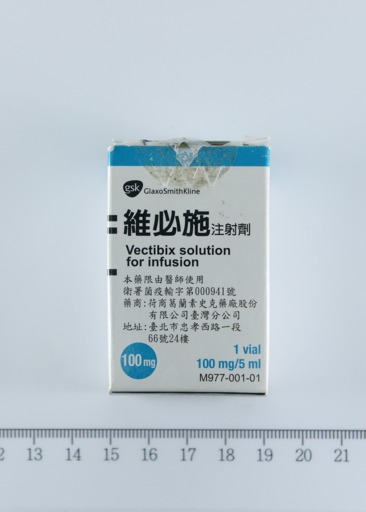 gsk GlaxoSmithKline
維必施注射劑
Vectibix solution
for infusion
本藥限由醫師使用
衛署菌疫輸字第000941號
藥商:荷商葛蘭素史克藥廠股份
有限公司臺灣分公司
地址:臺北市忠孝西路一段
66號24樓
100mg
1 vial
100 mg/5 ml
M977-001-01
2 13 14 15 16 17 18 19 20 21